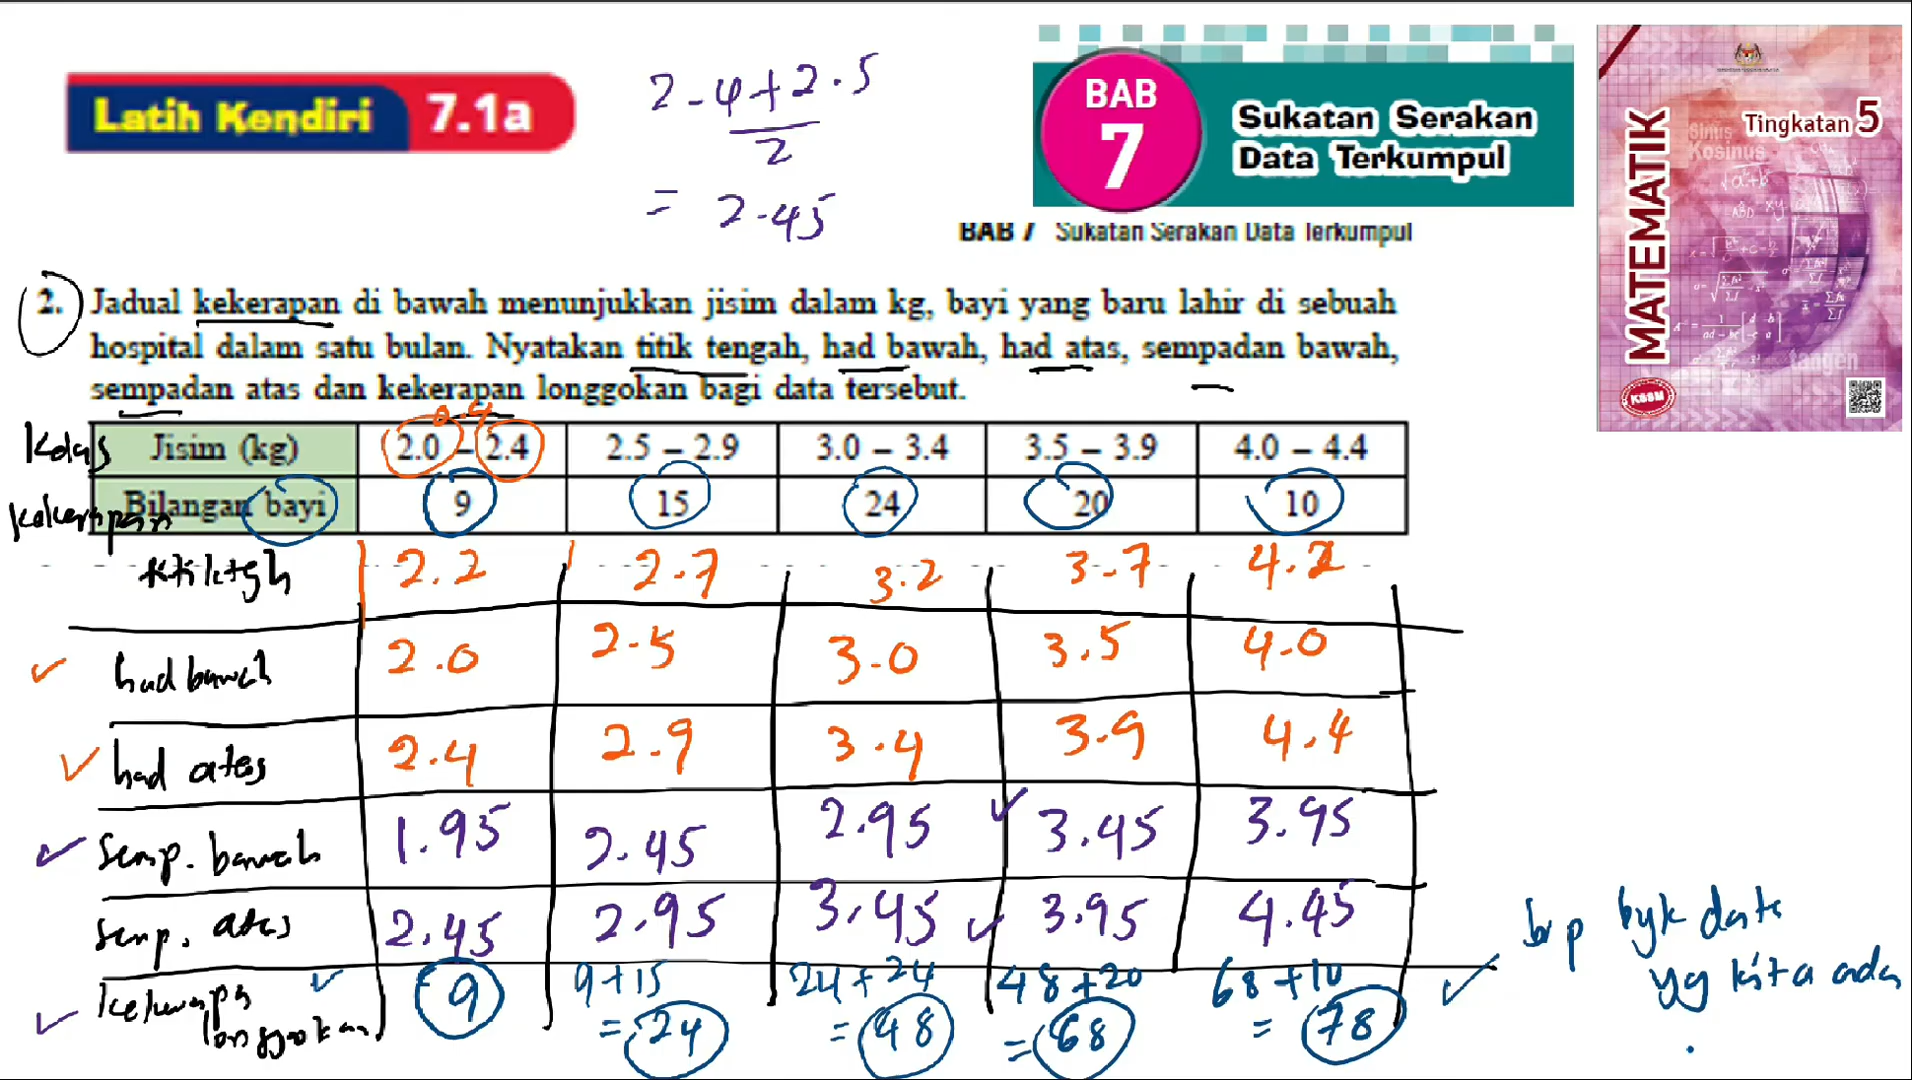 Latih Kendiri 7.1a
2.4+2.5
2
= 2.45
BAB
7
Sukatan Serakan
Data Terkumpul
BAB 7 Sukatan Serakan Data Terkumpul
MATEMATIK
Tingkatan 5
Sinus
Kosinus
tangen
KSSM
2. Jadual kekerapan di bawah menunjukkan jisim dalam kg, bayi yang baru lahir di sebuah
hospital dalam satu bulan. Nyatakan titik tengah, had bawah, had atas, sempadan bawah,
sempadan atas dan kekerapan longgokan bagi data tersebut.
0.4
Kelas Jisim (kg) 2.0 – 2.4 2.5 – 2.9 3.0 – 3.4 3.5 – 3.9 4.0 – 4.4
Kekerapan Bilangan bayi 9 15 24 20 10
2.2 2.7 3.2 3.7 4.2
had bawah 2.0 2.5 3.0 3.5 4.0
had atas 2.4 2.9 3.4 3.9 4.4
Semp. bawah 1.95 2.45 2.95 3.45 3.95
Semp. atas 2.45 2.95 3.45 3.95 4.45
9 9+15 24+24 48+20 68+10
= 24 = 48 = 68 = 78
longgokan
brp byk data
yg kita ada